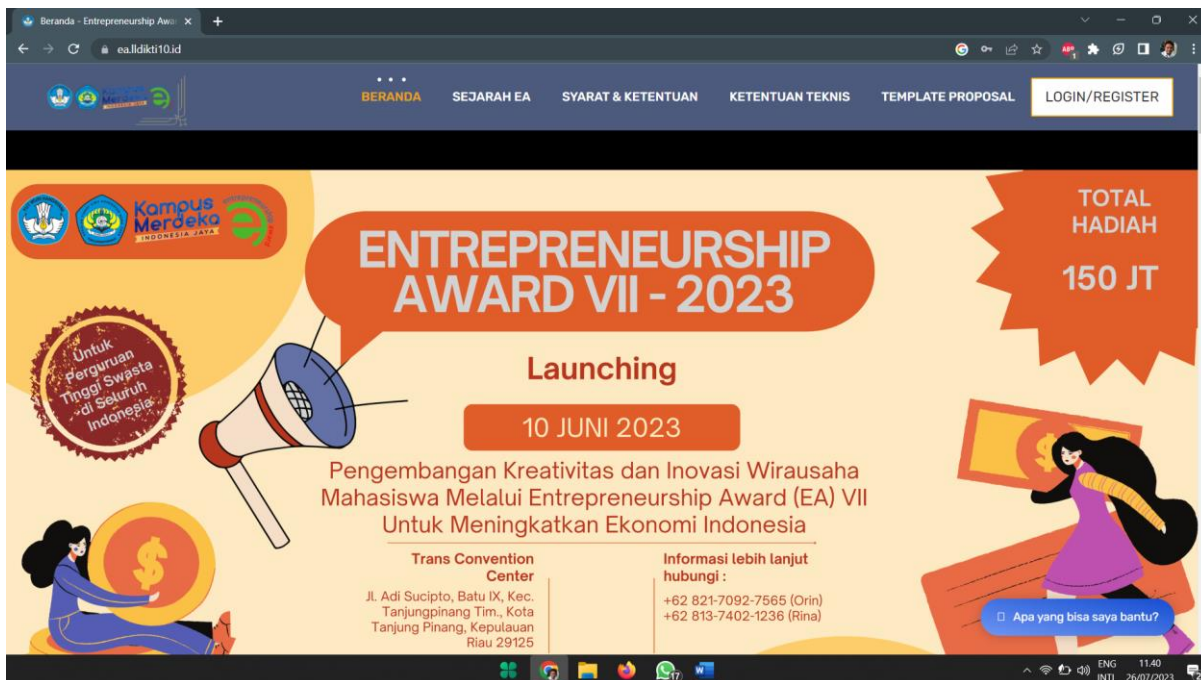 Beranda - Entrepreneurship Awar
ea.lldikti10.id
BERANDA
SEJARAH EA
SYARAT & KETENTUAN
KETENTUAN TEKNIS
TEMPLATE PROPOSAL
LOGIN/REGISTER
Kampus
Merdeka
INDONESIA JAYA
ENTREPRENEURSHIP
AWARD VII - 2023
TOTAL
HADIAH
150 JT
Untuk
Perguruan
Tinggi Swasta
di Seluruh
Indonesia
Launching
10 JUNI 2023
Pengembangan Kreativitas dan Inovasi Wirausaha
Mahasiswa Melalui Entrepreneurship Award (EA) VII
Untuk Meningkatkan Ekonomi Indonesia
Trans Convention
Center
Jl. Adi Sucipto, Batu IX, Kec.
Tanjungpinang Tim., Kota
Tanjung Pinang, Kepulauan
Riau 29125
Informasi lebih lanjut
hubungi :
+62 821-7092-7565 (Orin)
+62 813-7402-1236 (Rina)
Apa yang bisa saya bantu?
ENG
INTL
11.40
26/07/2023